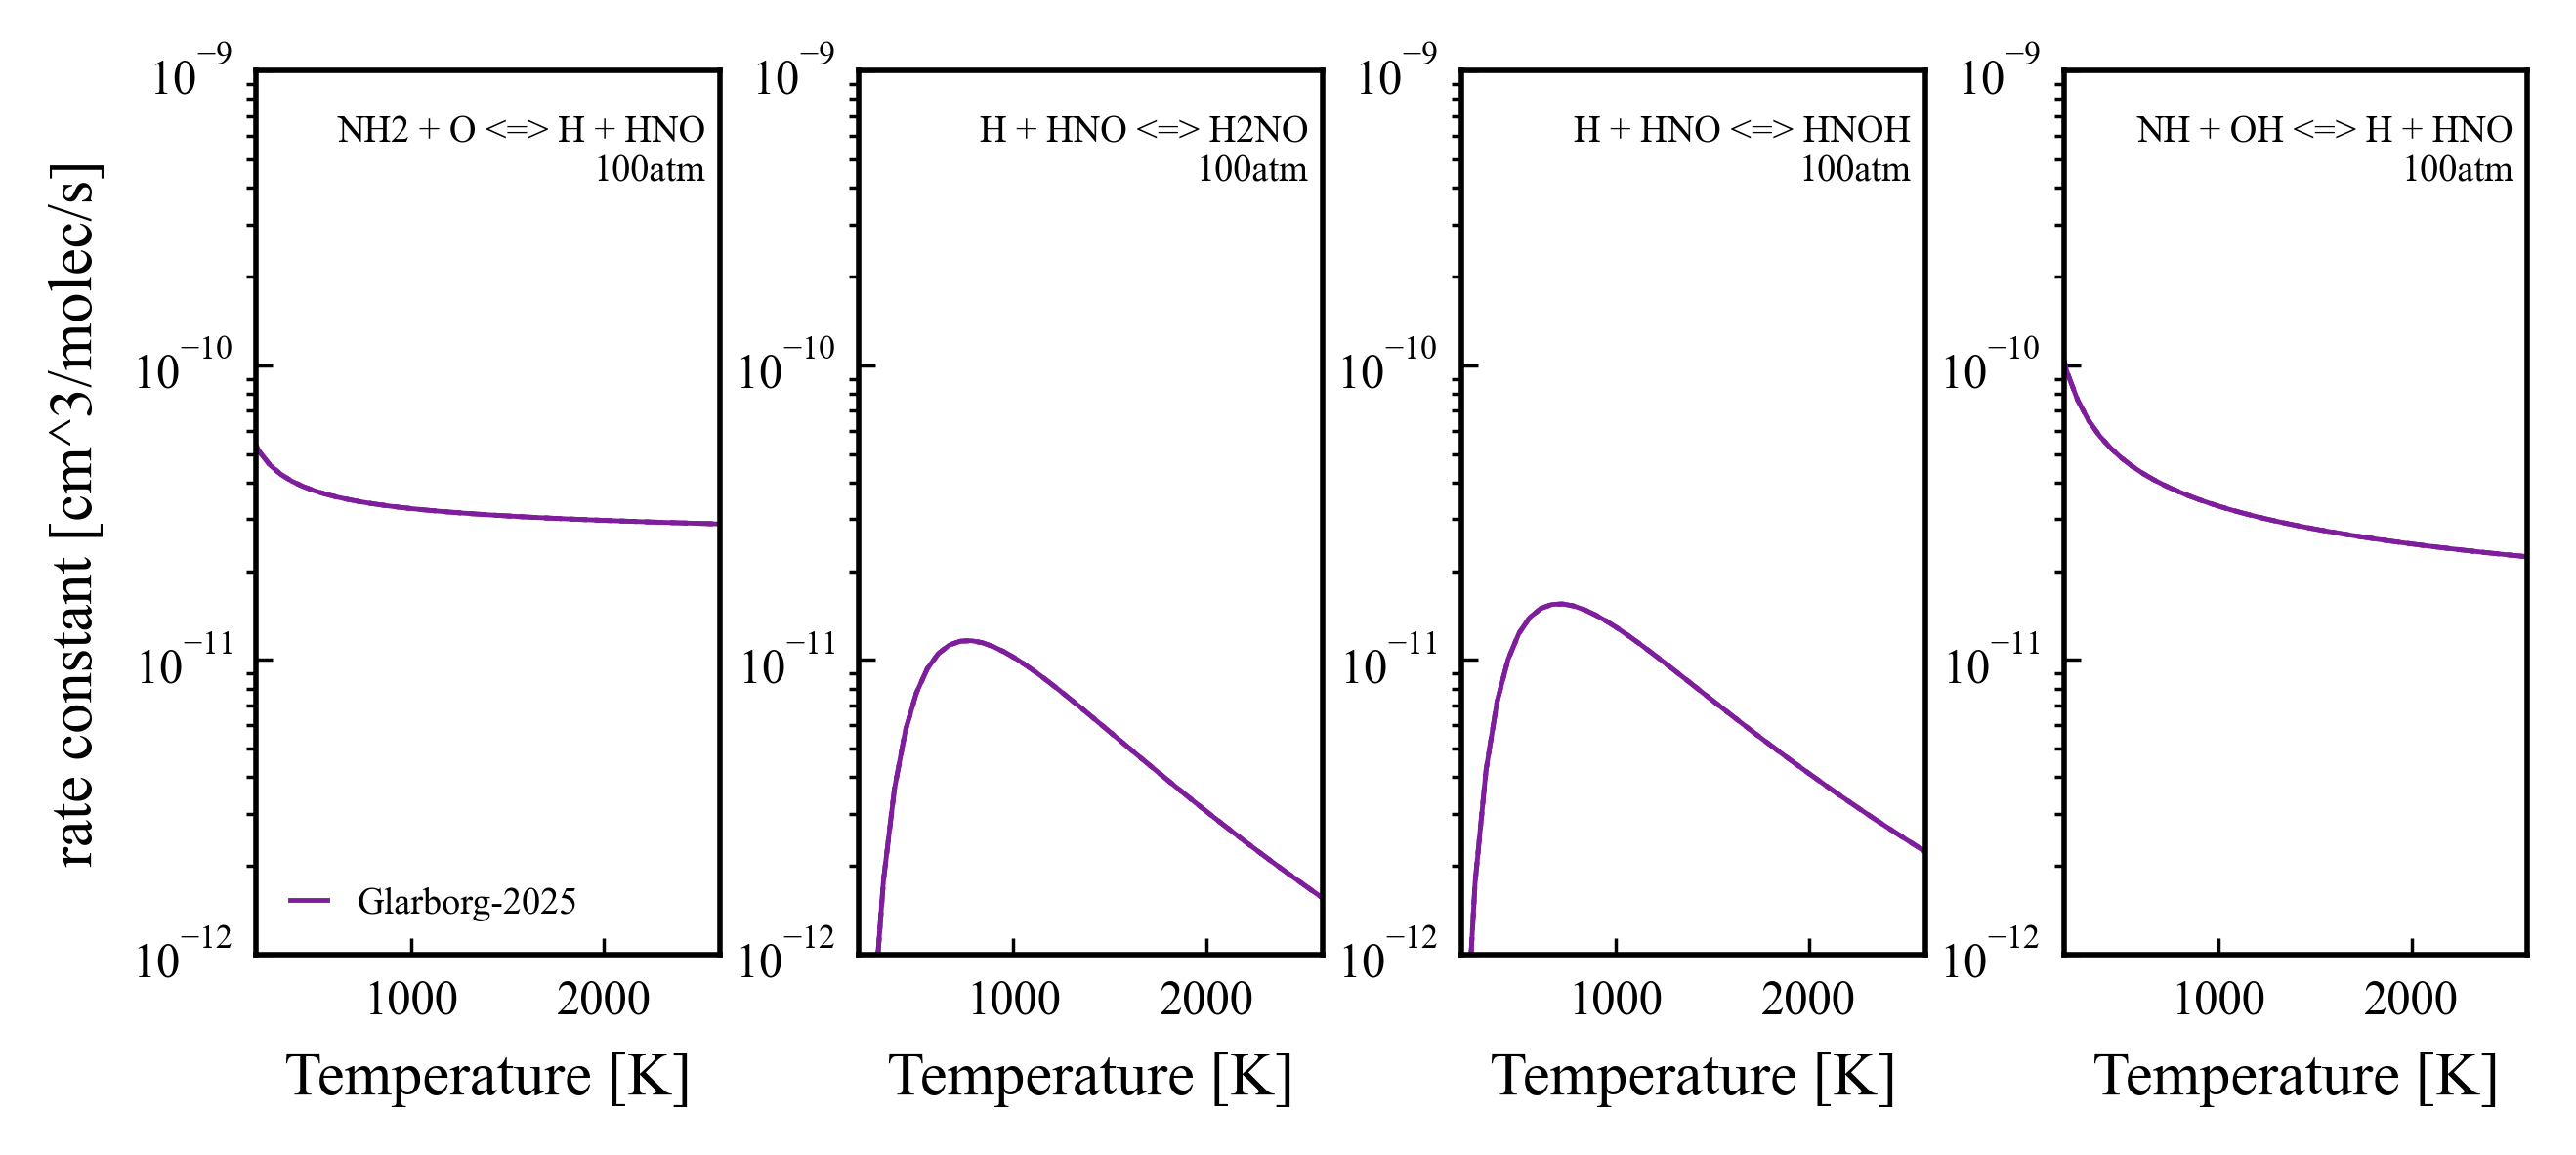 rate constant [cm^3/molec/s]
10^−9
10^−10
10^−11
10^−12
NH2 + O <=> H + HNO
100atm
Glarborg-2025
1000 2000
Temperature [K]
10^−9
10^−10
10^−11
10^−12
H + HNO <=> H2NO
100atm
1000 2000
Temperature [K]
10^−9
10^−10
10^−11
10^−12
H + HNO <=> HNOH
100atm
1000 2000
Temperature [K]
10^−9
10^−10
10^−11
10^−12
NH + OH <=> H + HNO
100atm
1000 2000
Temperature [K]